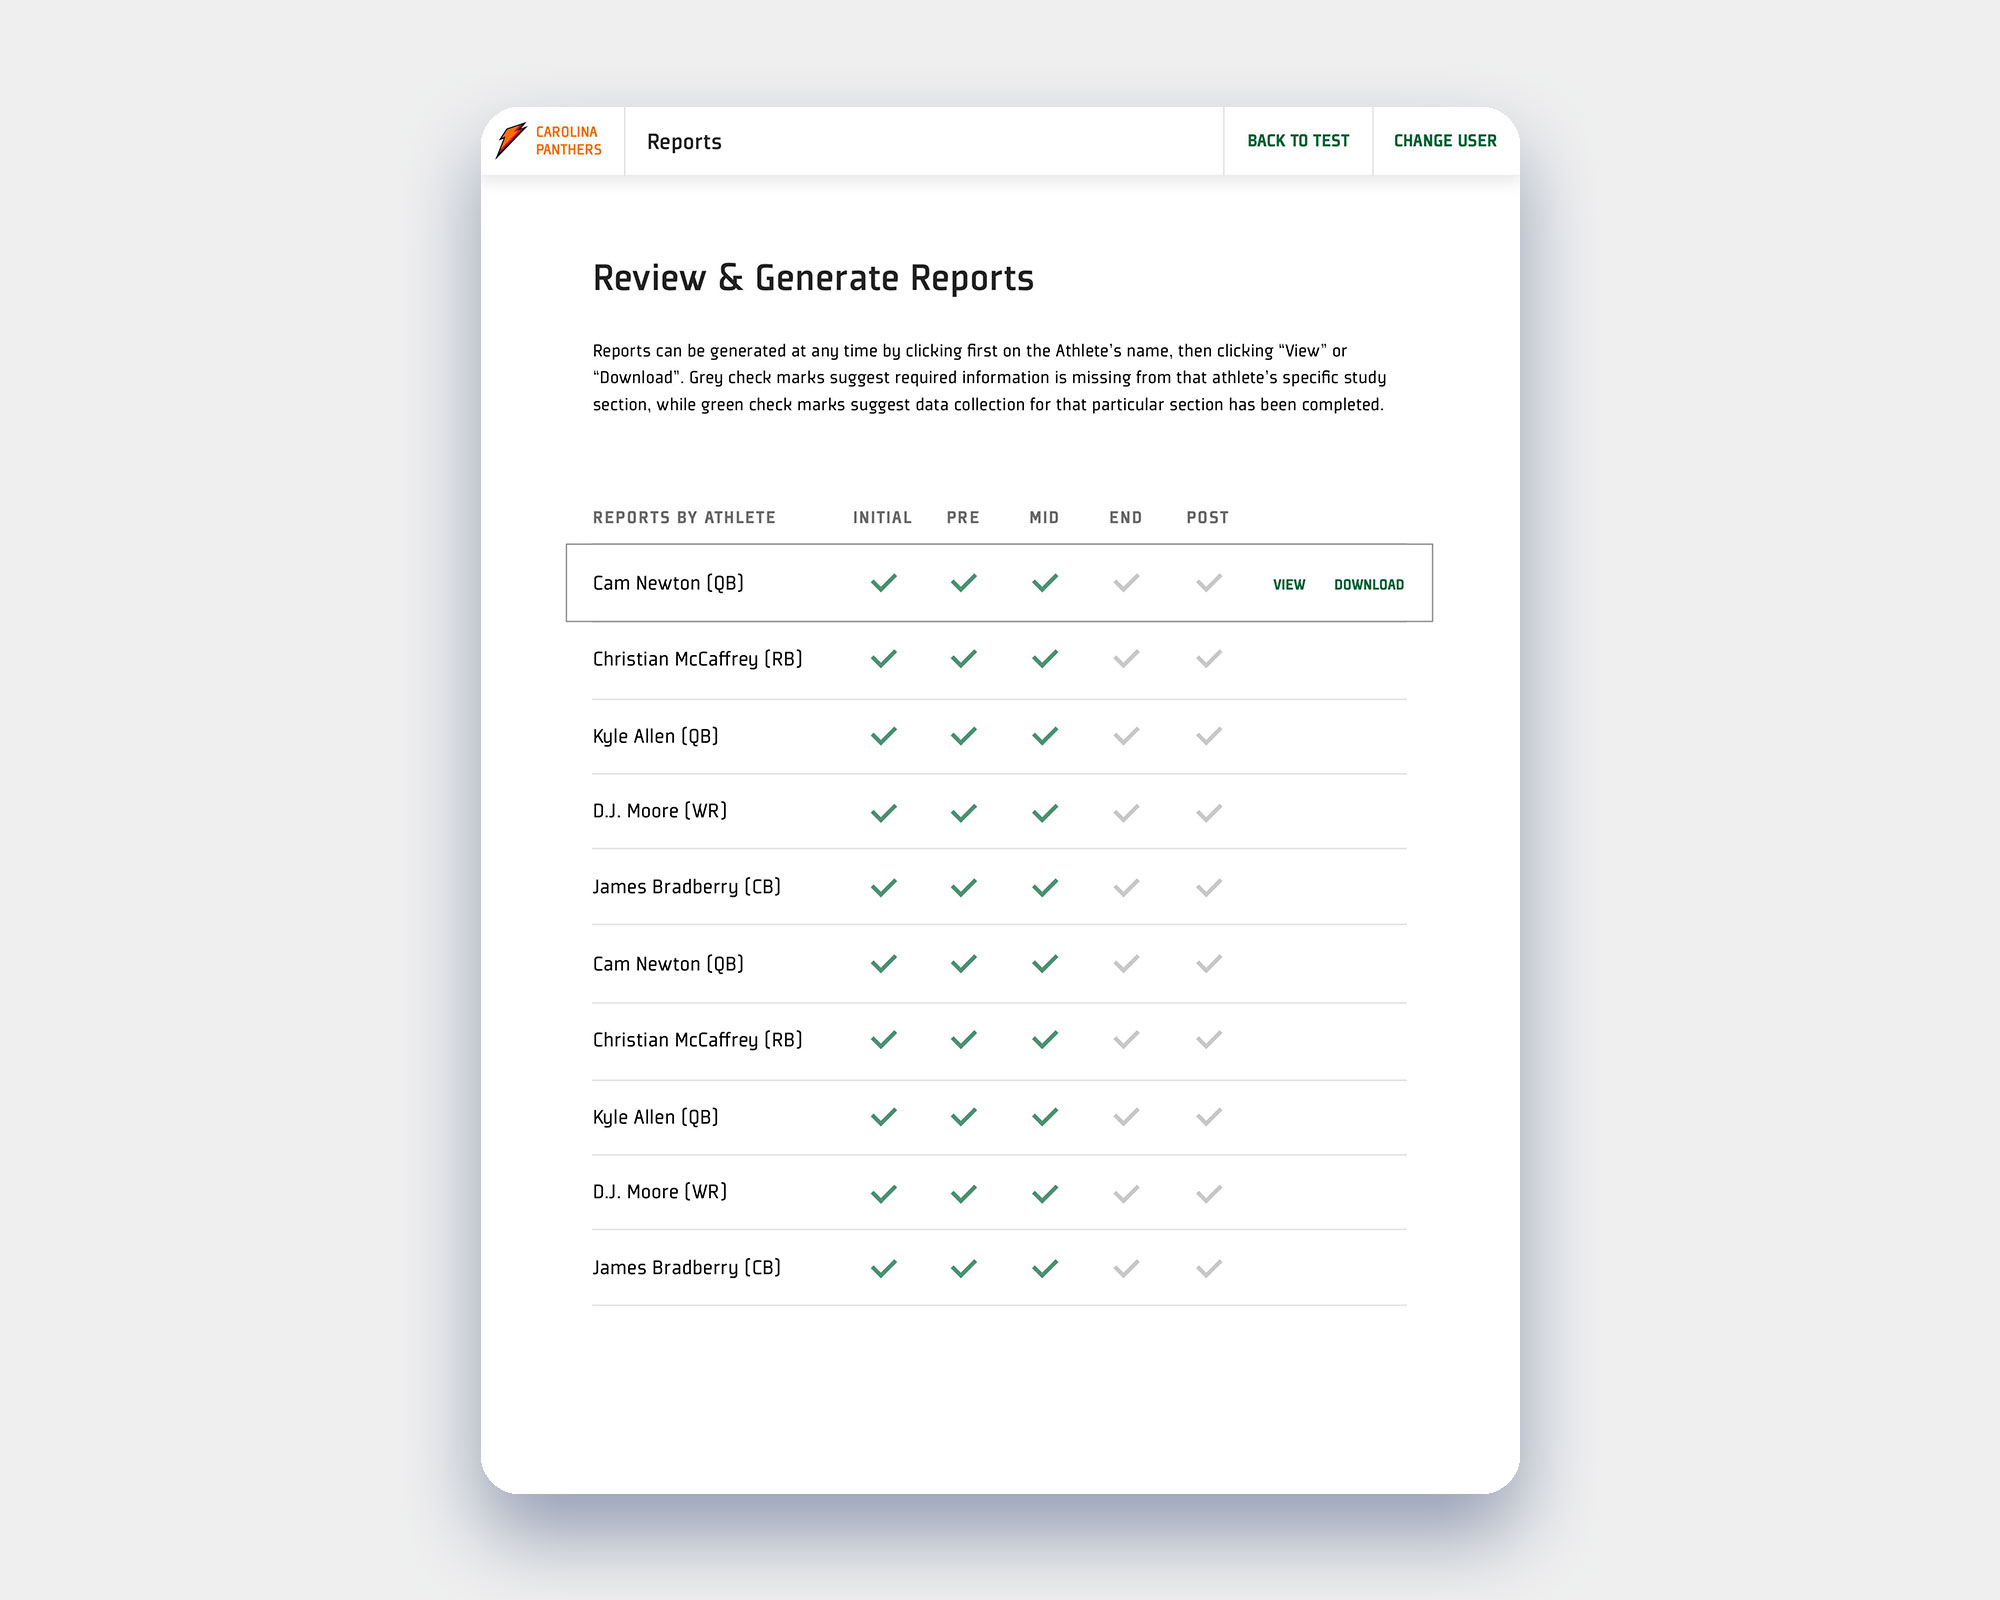 CAROLINA
PANTHERS
Reports
BACK TO TEST
CHANGE USER
Review & Generate Reports
Reports can be generated at any time by clicking first on the Athlete’s name, then clicking “View” or
“Download”. Grey check marks suggest required information is missing from that athlete’s specific study
section, while green check marks suggest data collection for that particular section has been completed.
REPORTS BY ATHLETE INITIAL PRE MID END POST
Cam Newton (QB) VIEW DOWNLOAD
Christian McCaffrey (RB)
Kyle Allen (QB)
D.J. Moore (WR)
James Bradberry (CB)
Cam Newton (QB)
Christian McCaffrey (RB)
Kyle Allen (QB)
D.J. Moore (WR)
James Bradberry (CB)